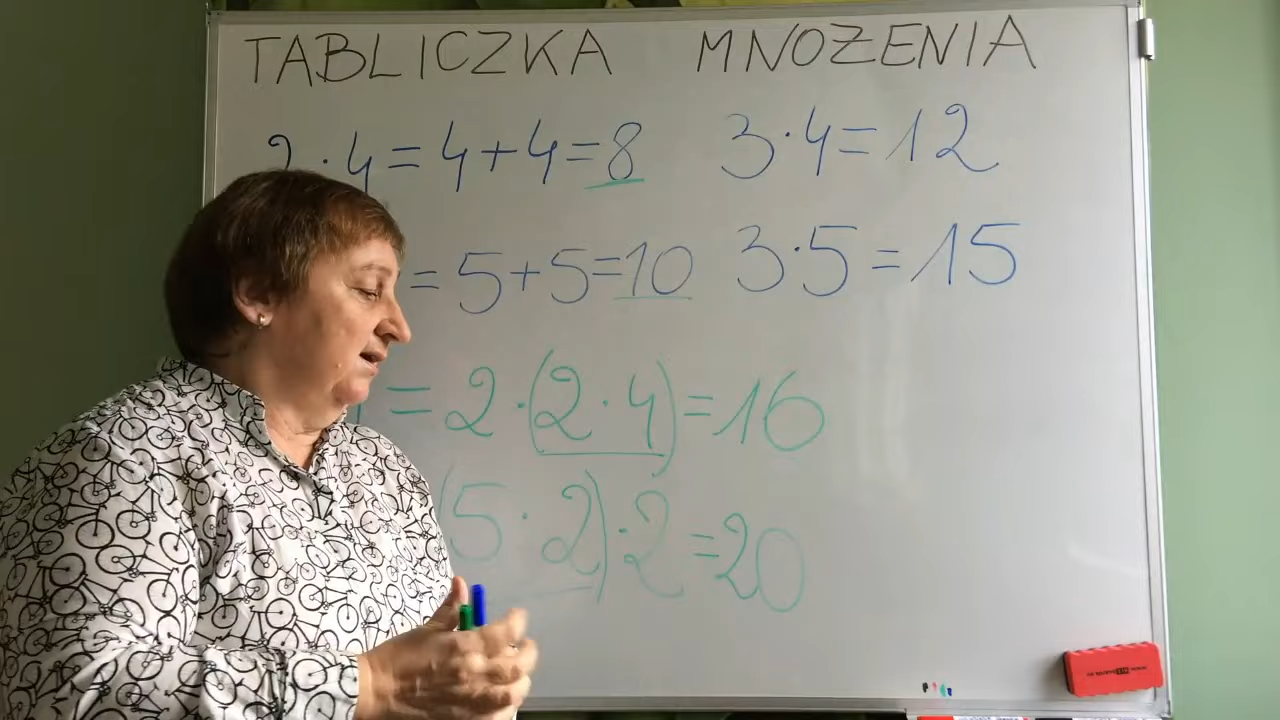 TABLICZKA MNOŻENIA
2·4=4+4=8 3·4=12
=5+5=10 3·5=15
=2·(2·4)=16
(5·2)·2=20